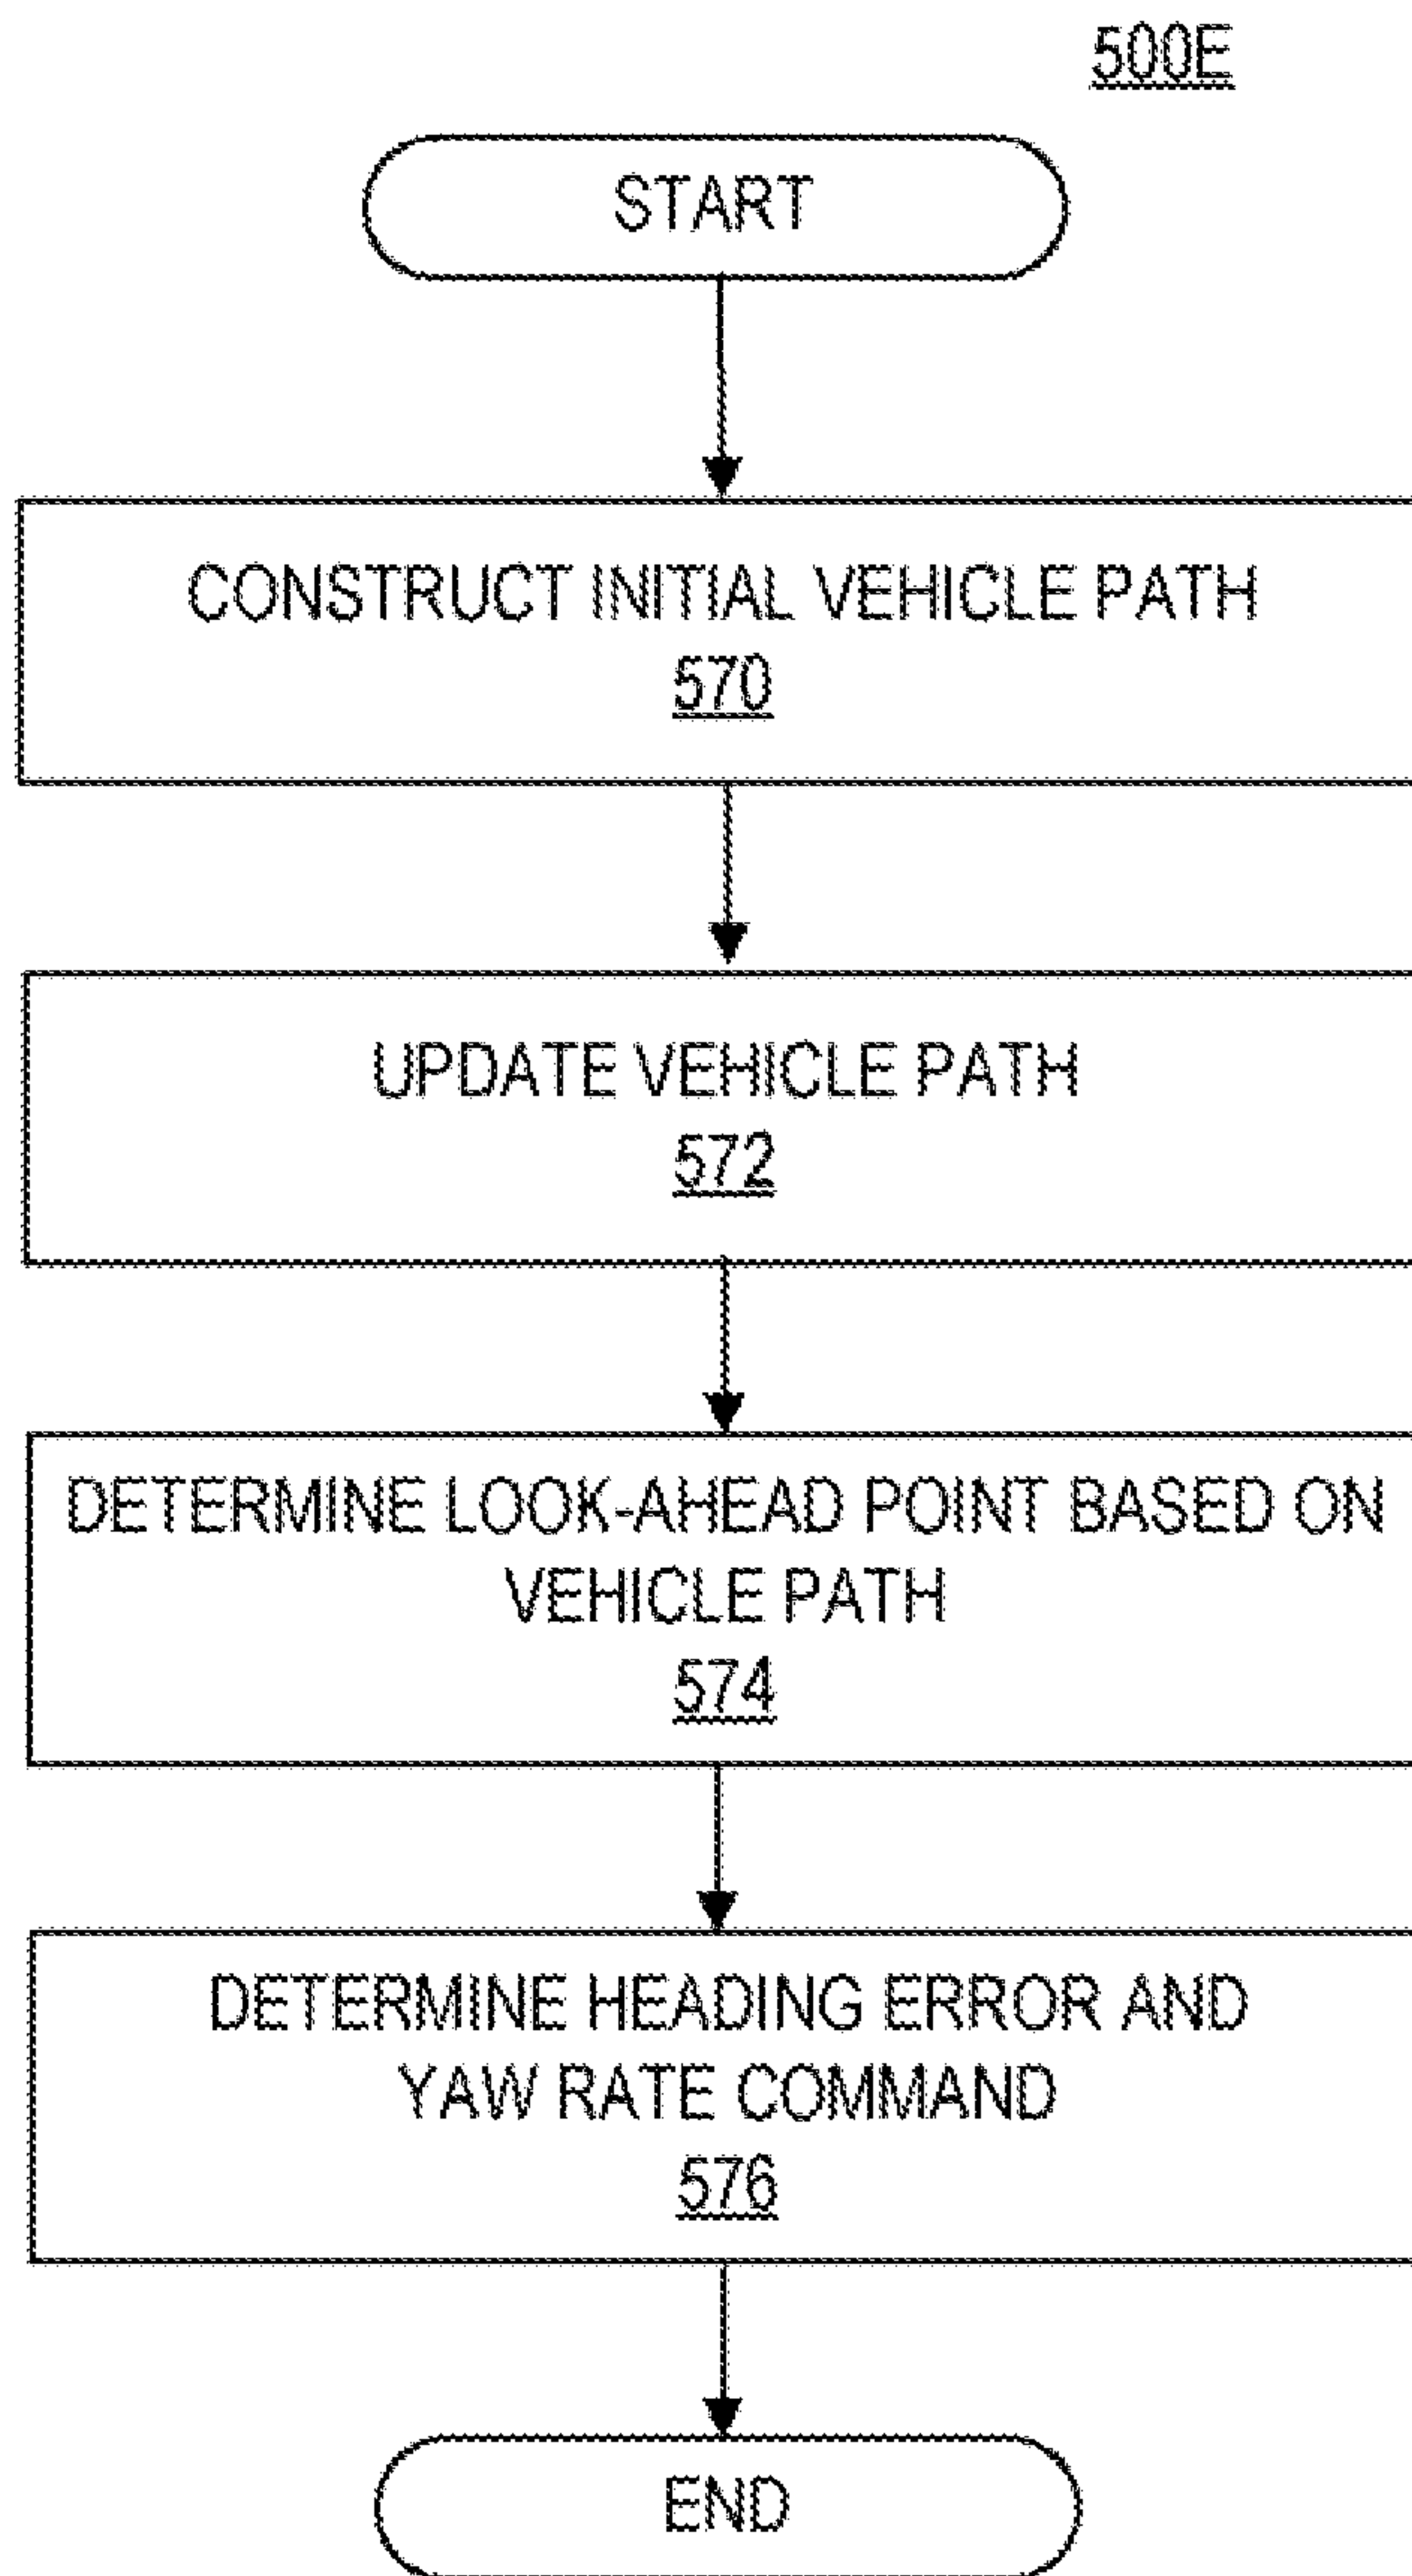 500E
START
CONSTRUCT INITIAL VEHICLE PATH
570
UPDATE VEHICLE PATH
572
DETERMINE LOOK-AHEAD POINT BASED ON
VEHICLE PATH
574
DETERMINE HEADING ERROR AND
YAW RATE COMMAND
576
END